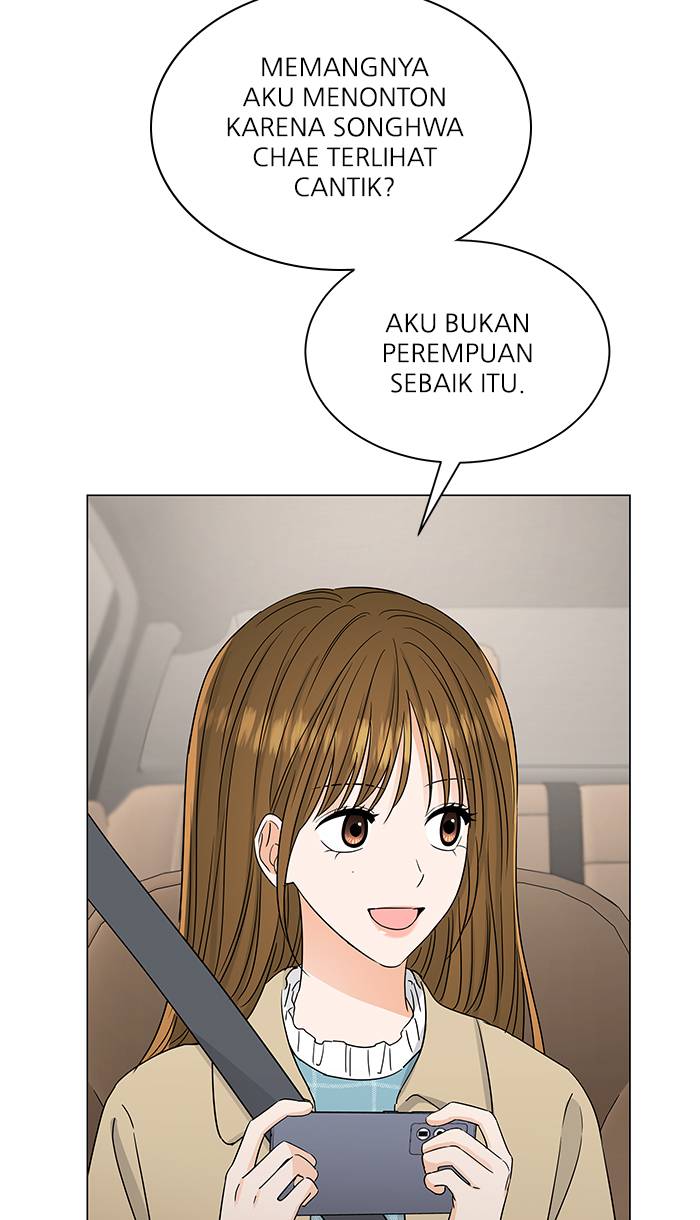 MEMANGNYA
AKU MENONTON
KARENA SONGHWA
CHAE TERLIHAT
CANTIK?
AKU BUKAN
PEREMPUAN
SEBAIK ITU.